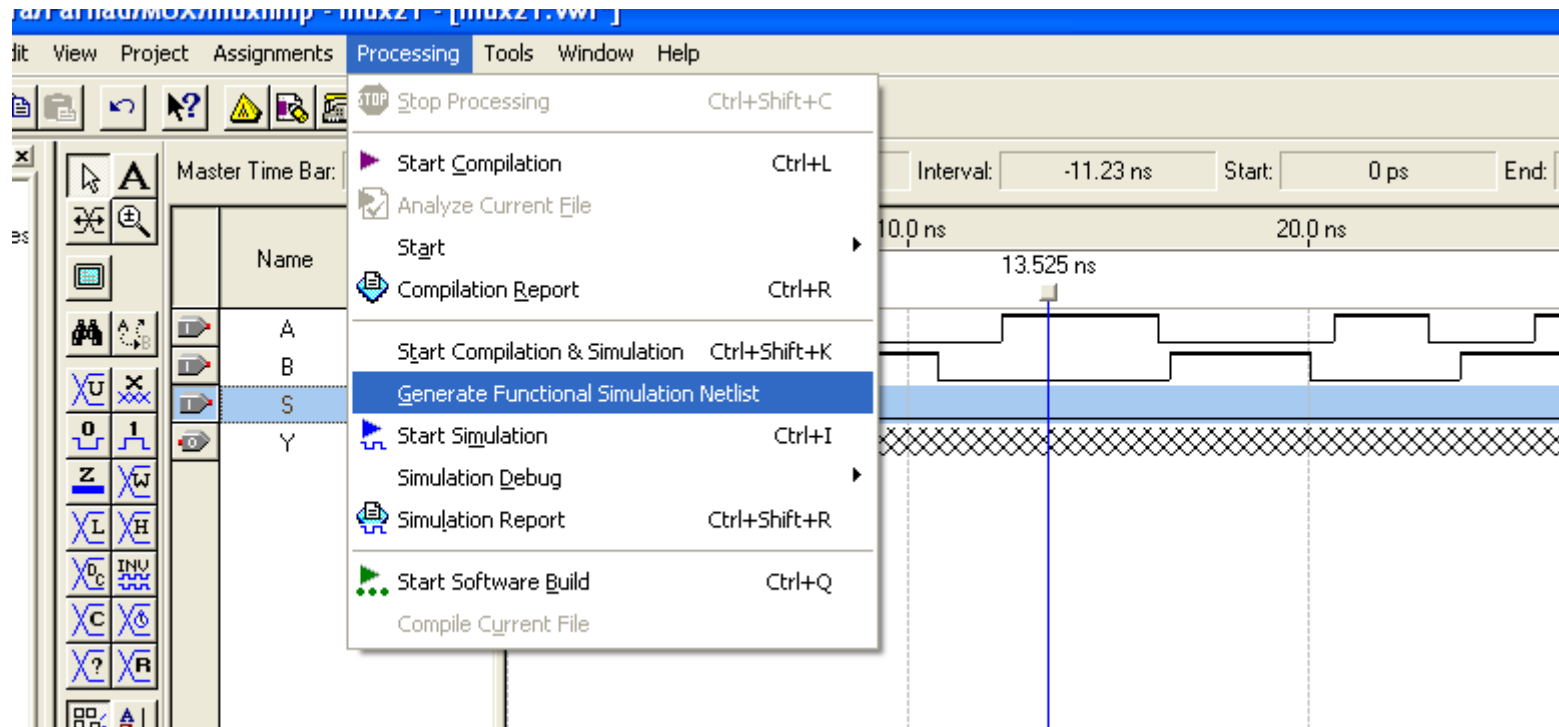 mux21 - [mux21.vwf*]
View Project Assignments Processing Tools Window Help
Stop Processing Ctrl+Shift+C
Start Compilation Ctrl+L
Analyze Current File
Start
Compilation Report Ctrl+R
Start Compilation & Simulation Ctrl+Shift+K
Generate Functional Simulation Netlist
Start Simulation Ctrl+I
Simulation Debug
Simulation Report Ctrl+Shift+R
Start Software Build Ctrl+Q
Compile Current File
Master Time Bar: Interval: -11.23 ns Start: 0 ps End:
10.0 ns 20.0 ns
13.525 ns
Name
A
B
S
Y